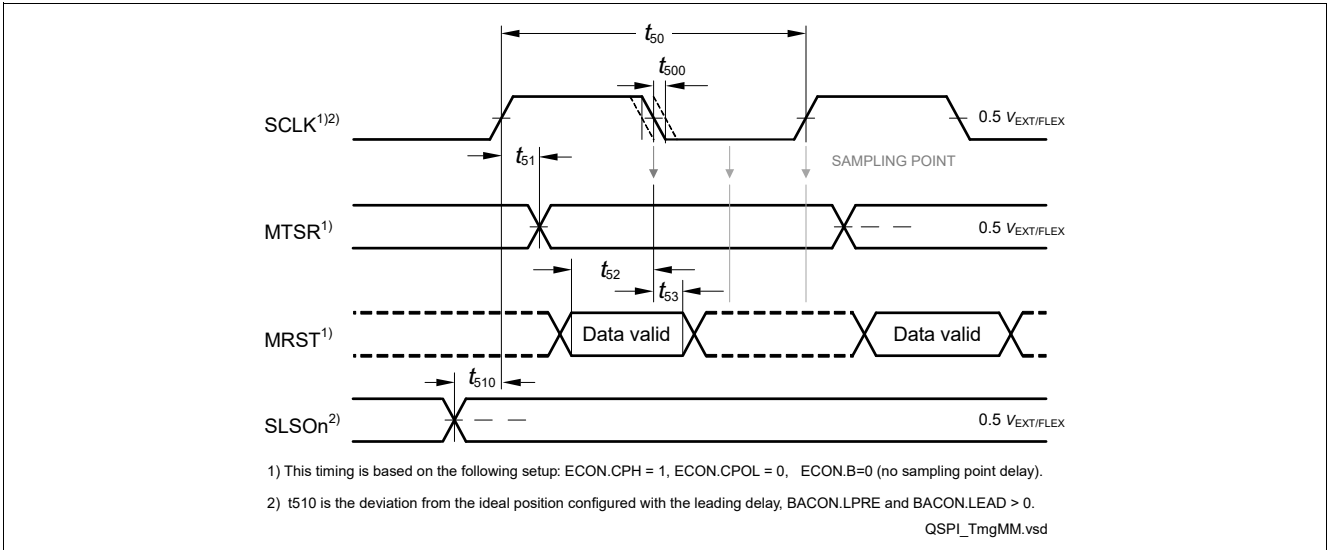 t50
t500
SCLK1)2)
0.5 VEXT/FLEX
t51
SAMPLING POINT
MTSR1)
0.5 VEXT/FLEX
t52
t53
MRST1)
Data valid
Data valid
t510
SLSOn2)
0.5 VEXT/FLEX
1) This timing is based on the following setup: ECON.CPH = 1, ECON.CPOL = 0, ECON.B=0 (no sampling point delay).
2) t510 is the deviation from the ideal position configured with the leading delay, BACON.LPRE and BACON.LEAD > 0.
QSPI_TmgMM.vsd